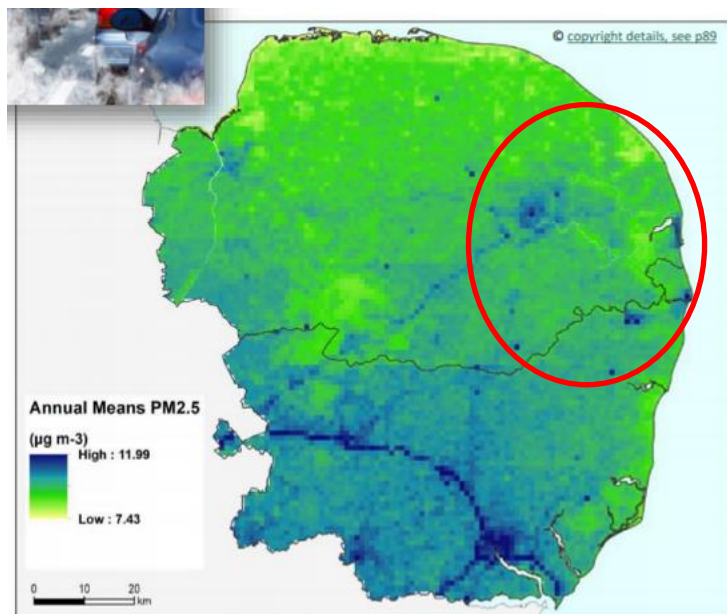 © copyright details, see p89
Annual Means PM2.5
(µg m-3)
High : 11.99
Low : 7.43
0 10 20
km